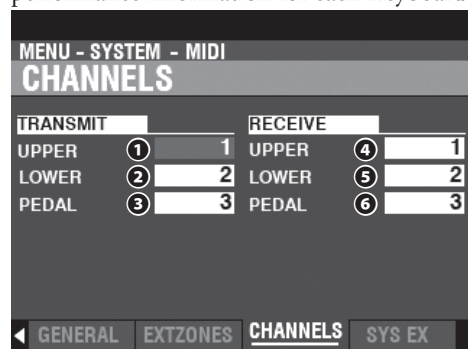 MENU - SYSTEM - MIDI
CHANNELS
TRANSMIT
UPPER ① 1
LOWER ② 2
PEDAL ③ 3
RECEIVE
UPPER ④ 1
LOWER ⑤ 2
PEDAL ⑥ 3
GENERAL EXTZONES CHANNELS SYS EX